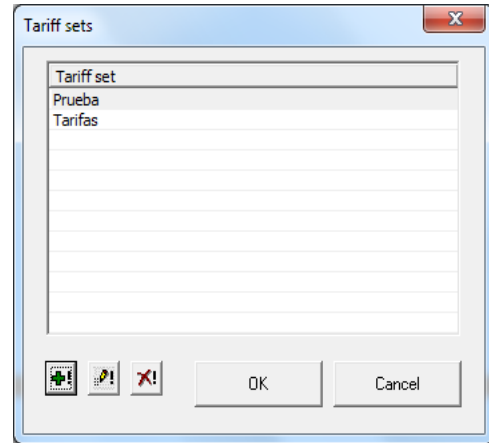 Tariff sets
Tariff set
Prueba
Tarifas
OK
Cancel